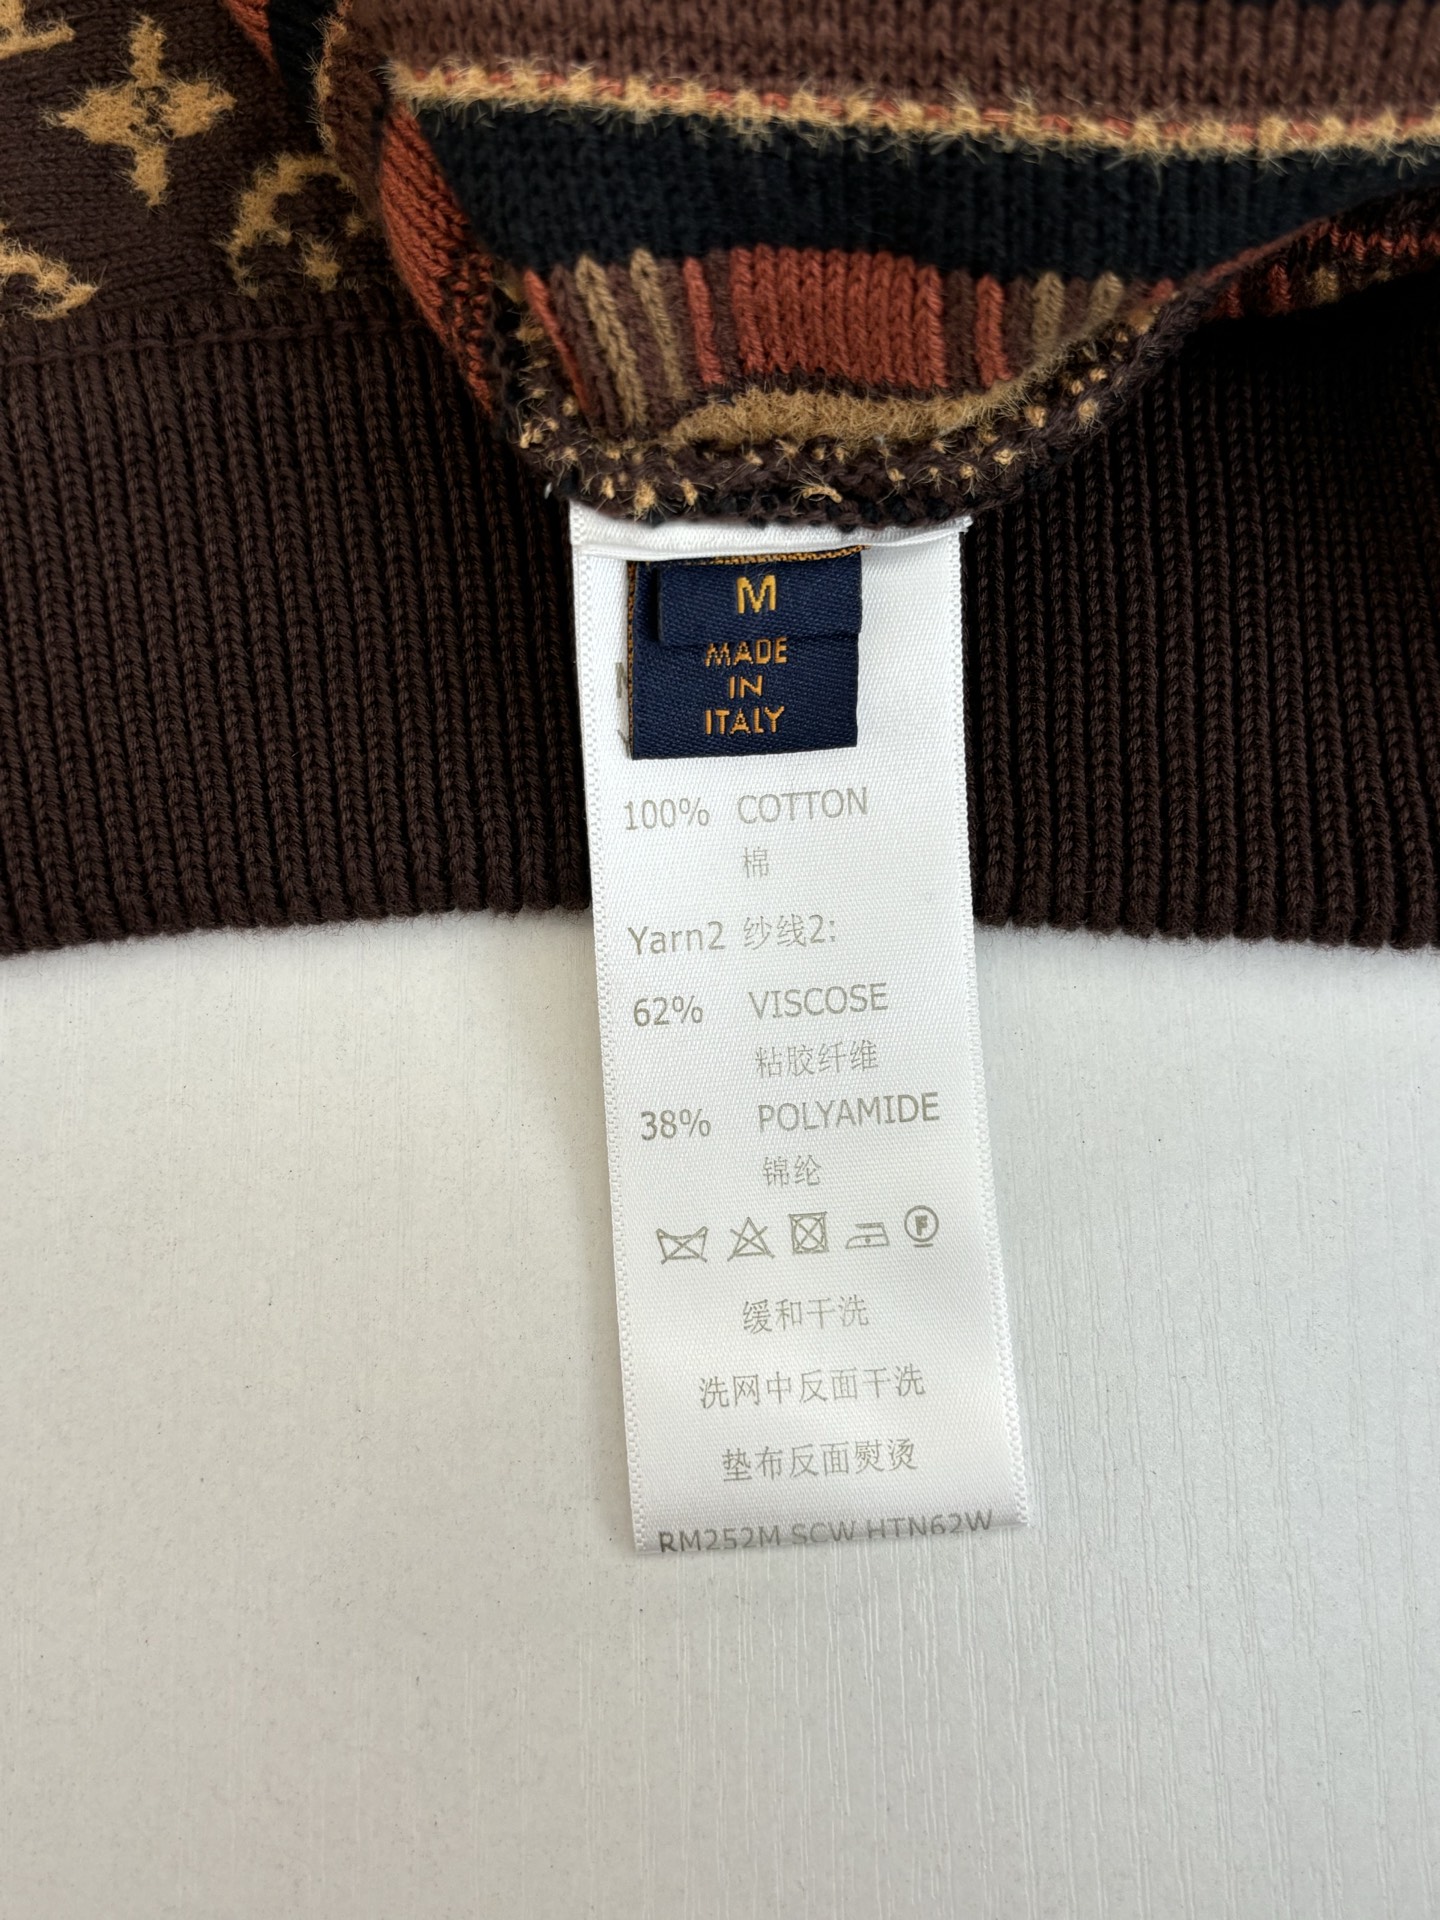 M
MADE
IN
ITALY
100% COTTON
棉
Yarn2 纱线2:
62% VISCOSE
粘胶纤维
38% POLYAMIDE
锦纶
F
缓和干洗
洗网中反面干洗
垫布反面熨烫
RM252M SCW HTN62W